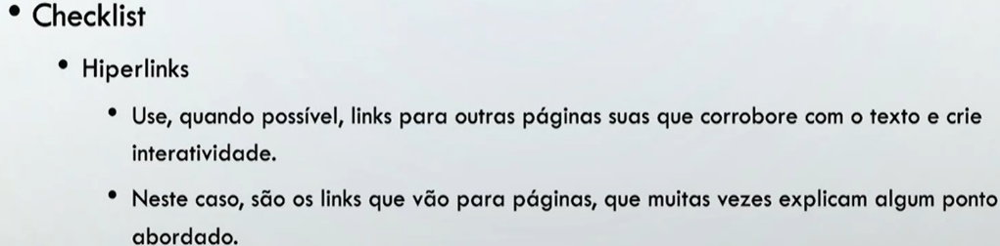 • Checklist
• Hiperlinks
• Use, quando possível, links para outras páginas suas que corrobore com o texto e crie
interatividade.
• Neste caso, são os links que vão para páginas, que muitas vezes explicam algum ponto
abordado.